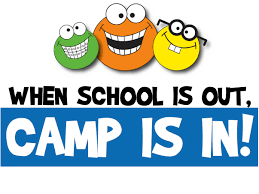 WHEN SCHOOL IS OUT,
CAMP IS IN!